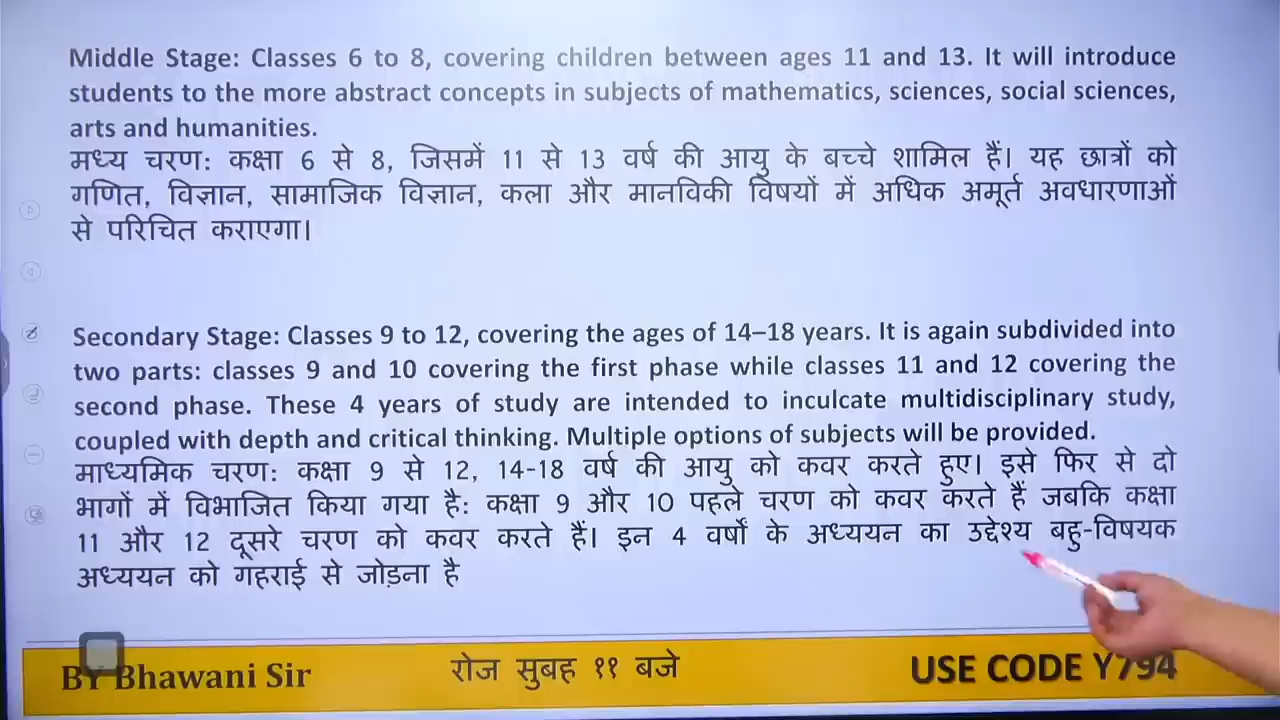 Middle Stage: Classes 6 to 8, covering children between ages 11 and 13. It will introduce
students to the more abstract concepts in subjects of mathematics, sciences, social sciences,
arts and humanities.
मध्य चरण: कक्षा 6 से 8, जिसमें 11 से 13 वर्ष की आयु के बच्चे शामिल हैं। यह छात्रों को
गणित, विज्ञान, सामाजिक विज्ञान, कला और मानविकी विषयों में अधिक अमूर्त अवधारणाओं
से परिचित कराएगा।
Secondary Stage: Classes 9 to 12, covering the ages of 14–18 years. It is again subdivided into
two parts: classes 9 and 10 covering the first phase while classes 11 and 12 covering the
second phase. These 4 years of study are intended to inculcate multidisciplinary study,
coupled with depth and critical thinking. Multiple options of subjects will be provided.
माध्यमिक चरण: कक्षा 9 से 12, 14-18 वर्ष की आयु को कवर करते हुए। इसे फिर से दो
भागों में विभाजित किया गया है: कक्षा 9 और 10 पहले चरण को कवर करते हैं जबकि कक्षा
11 और 12 दूसरे चरण को कवर करते हैं। इन 4 वर्षों के अध्ययन का उद्देश्य बहु-विषयक
अध्ययन को गहराई से जोड़ना है
BY Bhawani Sir रोज सुबह ११ बजे USE CODE Y794